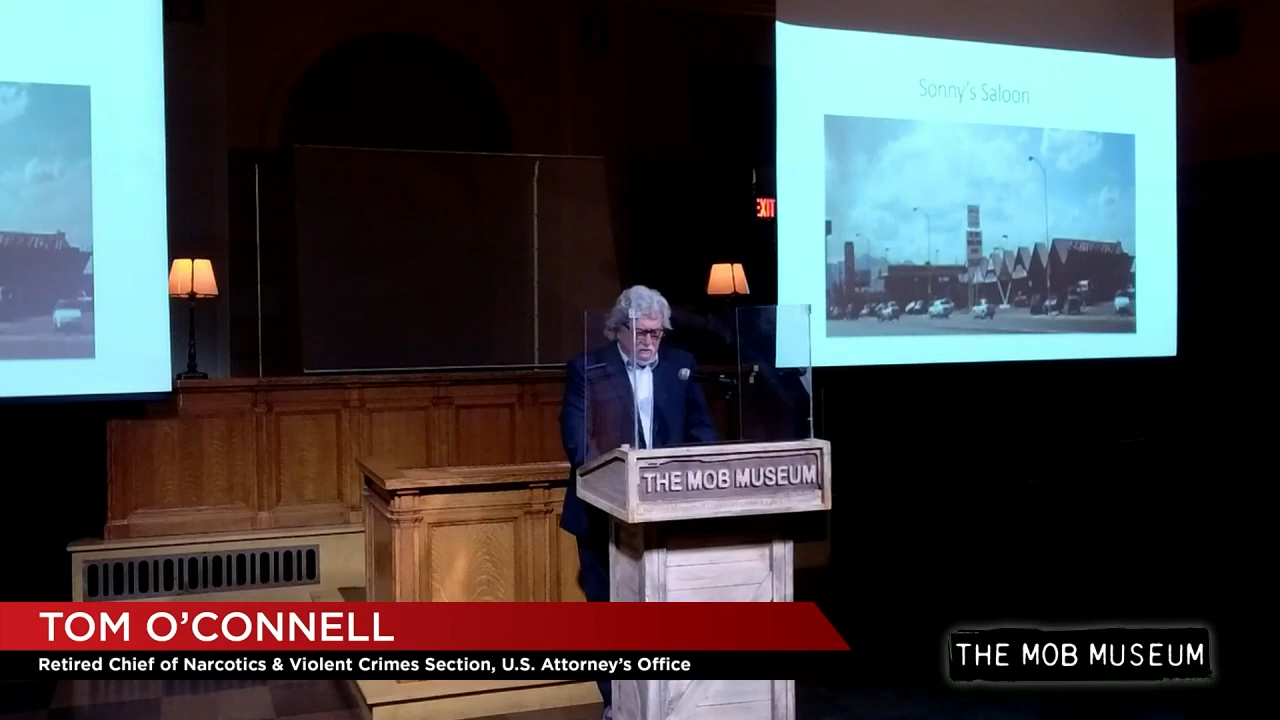 Sonny's Saloon
EXIT
THE MOB MUSEUM
TOM O'CONNELL
Retired Chief of Narcotics & Violent Crimes Section, U.S. Attorney's Office
THE MOB MUSEUM